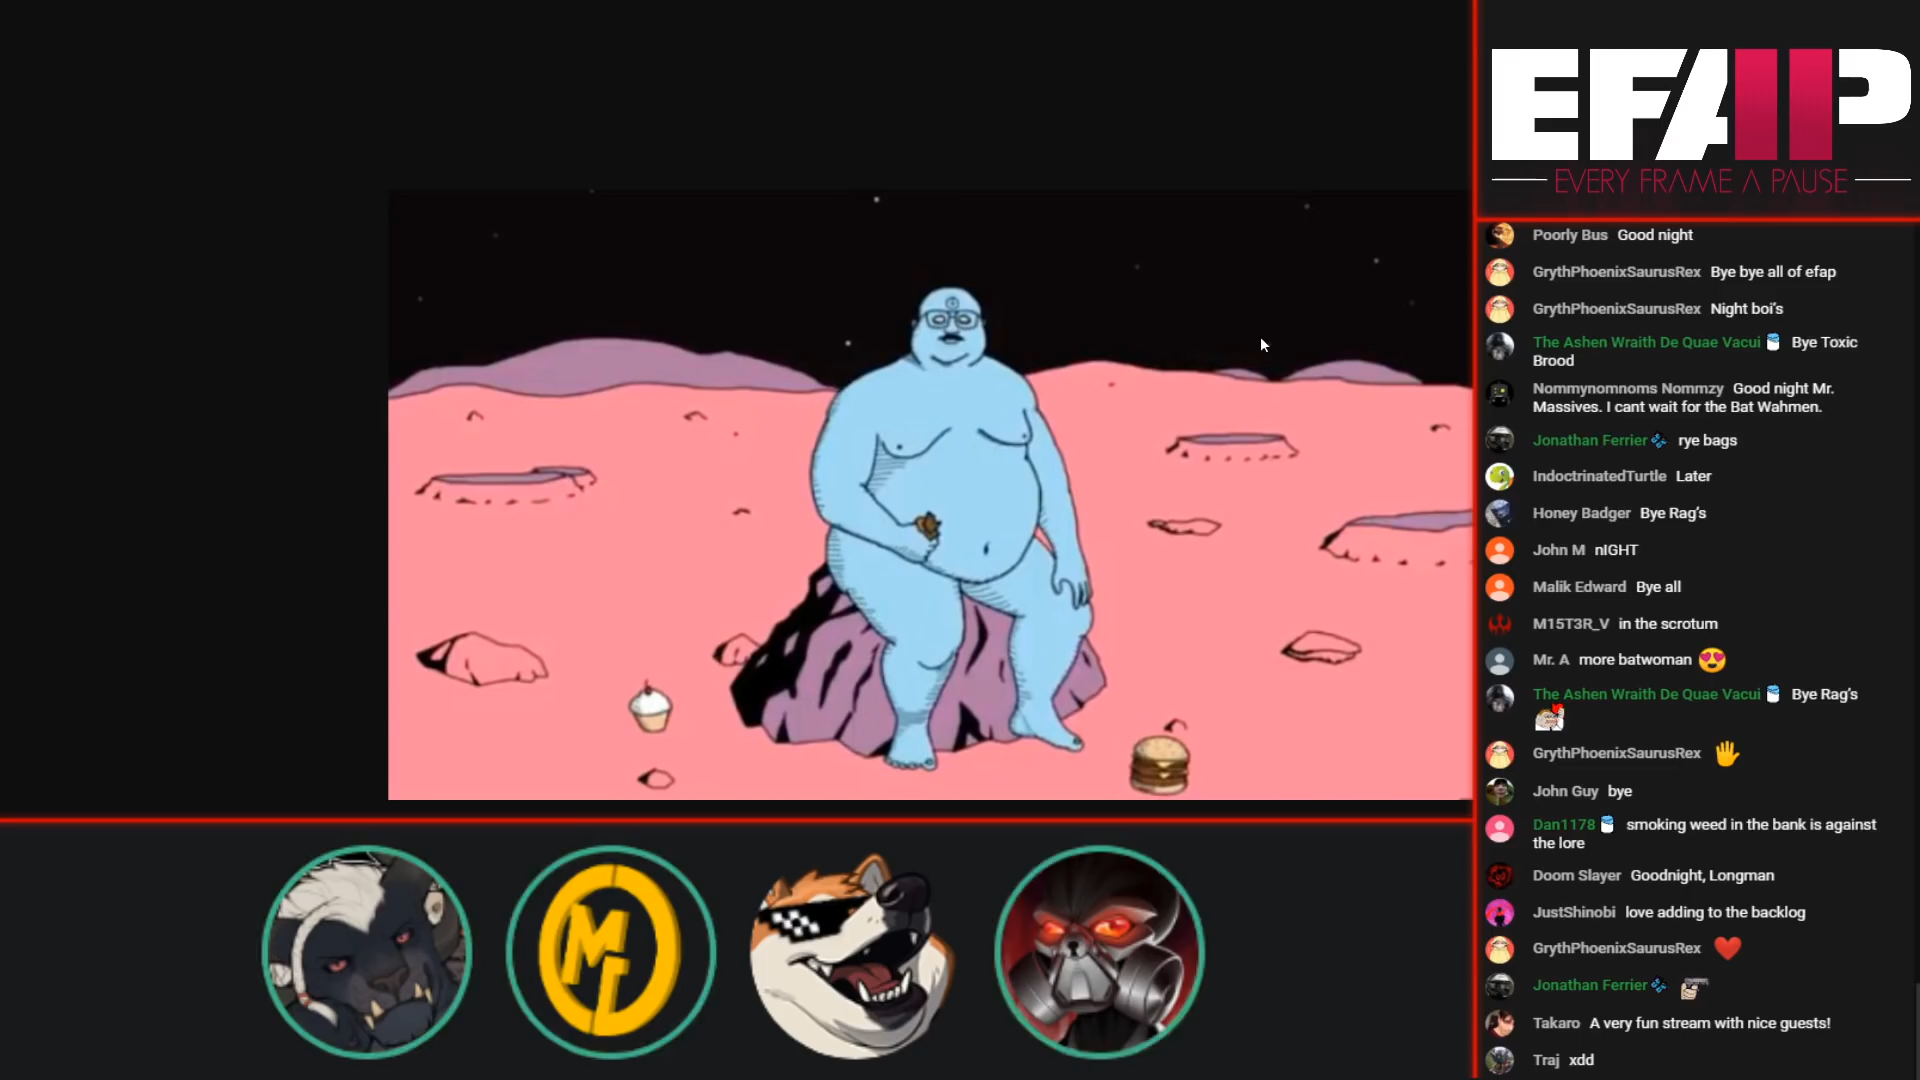 EFAP
EVERY FRAME A PAUSE
Poorly Bus Good night
GrythPhoenixSaurusRex Bye bye all of efap
GrythPhoenixSaurusRex Night boi's
The Ashen Wraith De Quae Vacui Bye Toxic
Brood
Nommynomnoms Nommzy Good night Mr.
Massives. I cant wait for the Bat Wahmen.
Jonathan Ferrier rye bags
IndoctrinatedTurtle Later
Honey Badger Bye Rag's
John M nIGHT
Malik Edward Bye all
M15T3R_V in the scrotum
Mr. A more batwoman 😍
The Ashen Wraith De Quae Vacui Bye Rag's
GrythPhoenixSaurusRex 🖐
John Guy bye
Dan1178 smoking weed in the bank is against
the lore
Doom Slayer Goodnight, Longman
JustShinobi love adding to the backlog
GrythPhoenixSaurusRex ❤
Jonathan Ferrier
Takaro A very fun stream with nice guests!
Traj xdd